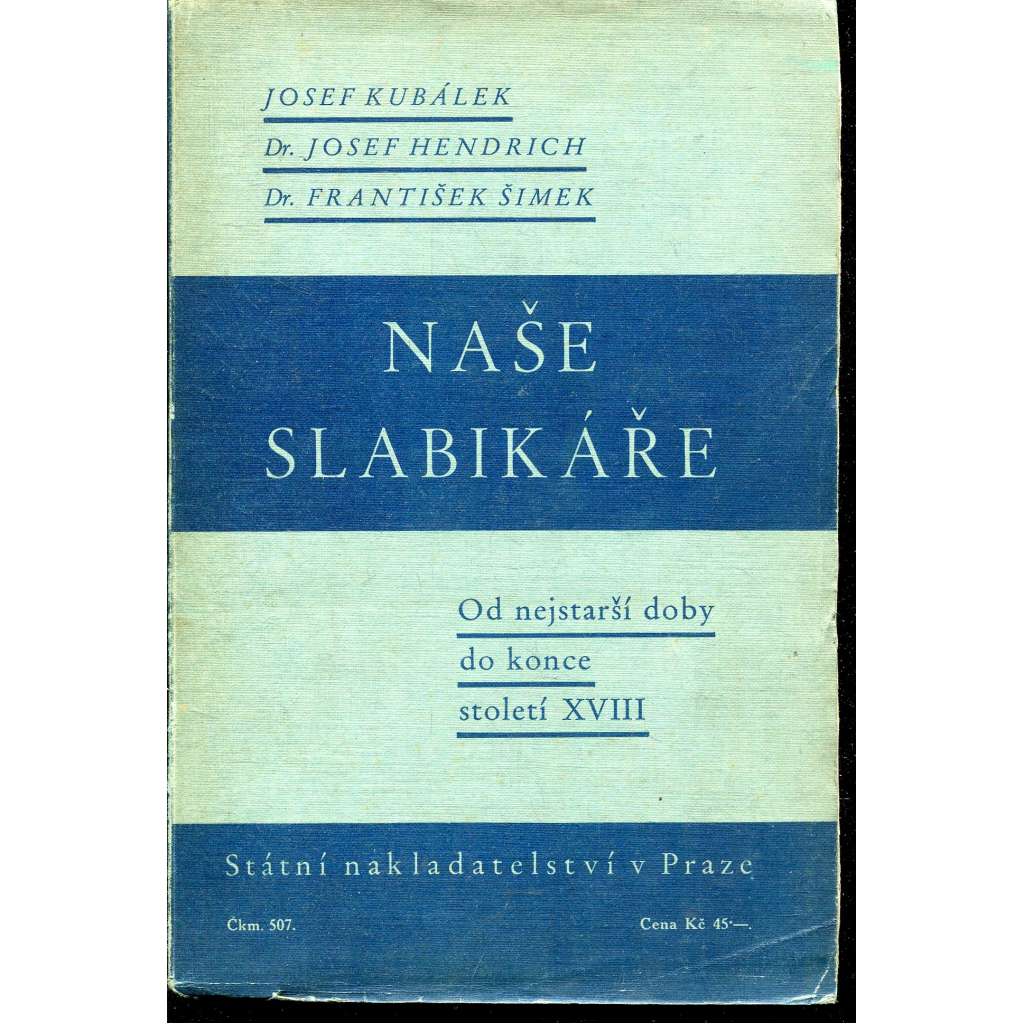 JOSEF KUBÁLEK
Dr. JOSEF HENDRICH
Dr. FRANTIŠEK ŠIMEK
NAŠE
SLABIKÁŘE
Od nejstarší doby
do konce
století XVIII
Státní nakladatelství v Praze
Čkm. 507. Cena Kč 45·—.